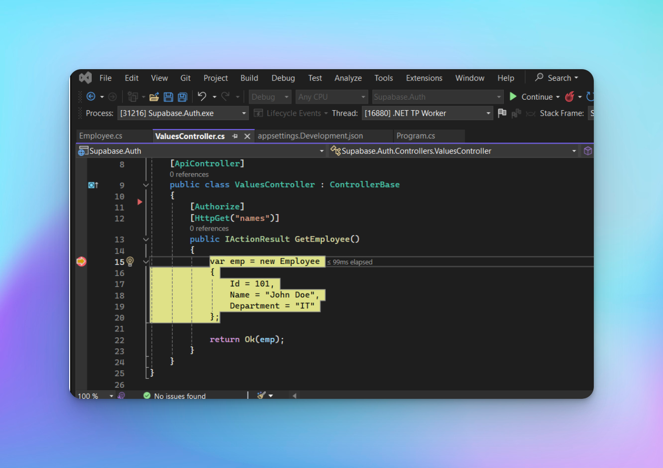 File Edit View Git Project Build Debug Test Analyze Tools Extensions Window Help Search
Debug Any CPU Supabase.Auth Continue
Process: [31216] Supabase.Auth.exe Lifecycle Events Thread: [16880] .NET TP Worker Stack Frame:
Employee.cs ValuesController.cs appsettings.Development.json Program.cs
Supabase.Auth Supabase.Auth.Controllers.ValuesController
8 [ApiController]
0 references
9 public class ValuesController : ControllerBase
10 {
11 [Authorize]
12 [HttpGet("names")]
0 references
13 public IActionResult GetEmployee()
14 {
15 var emp = new Employee ≤ 99ms elapsed
16 {
17 Id = 101,
18 Name = "John Doe",
19 Department = "IT"
20 };
21
22 return Ok(emp);
23 }
24 }
25 }
26
100 % No issues found